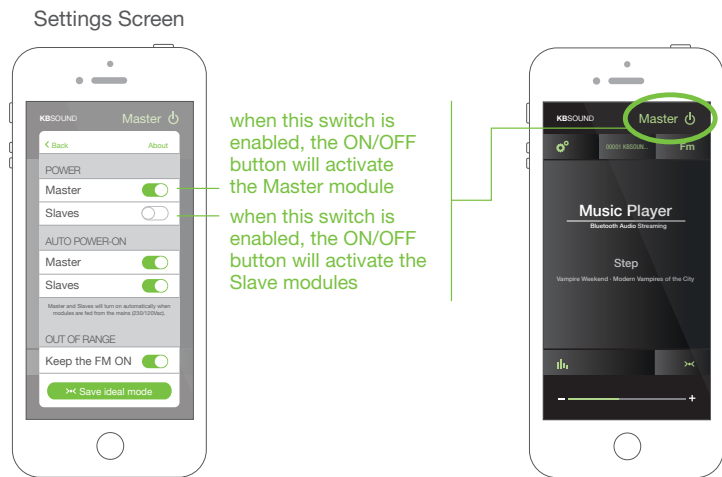 Settings Screen
KBSOUND
Master
Back
About
POWER
Master
Slaves
AUTO POWER-ON
Master
Slaves
Master and Slaves will turn on automatically when
modules are fed from the mains (230/100Vac).
OUT OF RANGE
Keep the FM ON
Save ideal mode
when this switch is
enabled, the ON/OFF
button will activate
the Master module
when this switch is
enabled, the ON/OFF
button will activate the
Slave modules
KBSOUND
Master
00001 KBSOUN...
Fm
Music Player
Bluetooth Audio Streaming
Step
Vampire Weekend - Modern Vampires of the City
- +